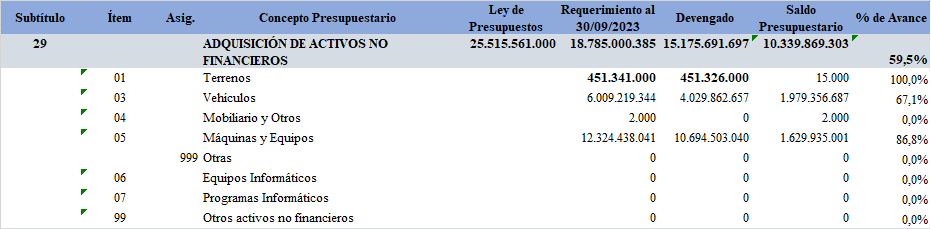 Subtítulo Ítem Asig. Concepto Presupuestario Ley de Presupuestos Requerimiento al 30/09/2023 Devengado Saldo Presupuestario % de Avance
29 ADQUISICIÓN DE ACTIVOS NO FINANCIEROS 25.515.561.000 18.785.000.385 15.175.691.697 10.339.869.303 59,5%
01 Terrenos 451.341.000 451.326.000 15.000 100,0%
03 Vehículos 6.009.219.344 4.029.862.657 1.979.356.687 67,1%
04 Mobiliario y Otros 2.000 0 2.000 0,0%
05 Máquinas y Equipos 12.324.438.041 10.694.503.040 1.629.935.001 86,8%
999 Otras 0 0 0 0,0%
06 Equipos Informáticos 0 0 0 0,0%
07 Programas Informáticos 0 0 0 0,0%
99 Otros activos no financieros 0 0 0 0,0%